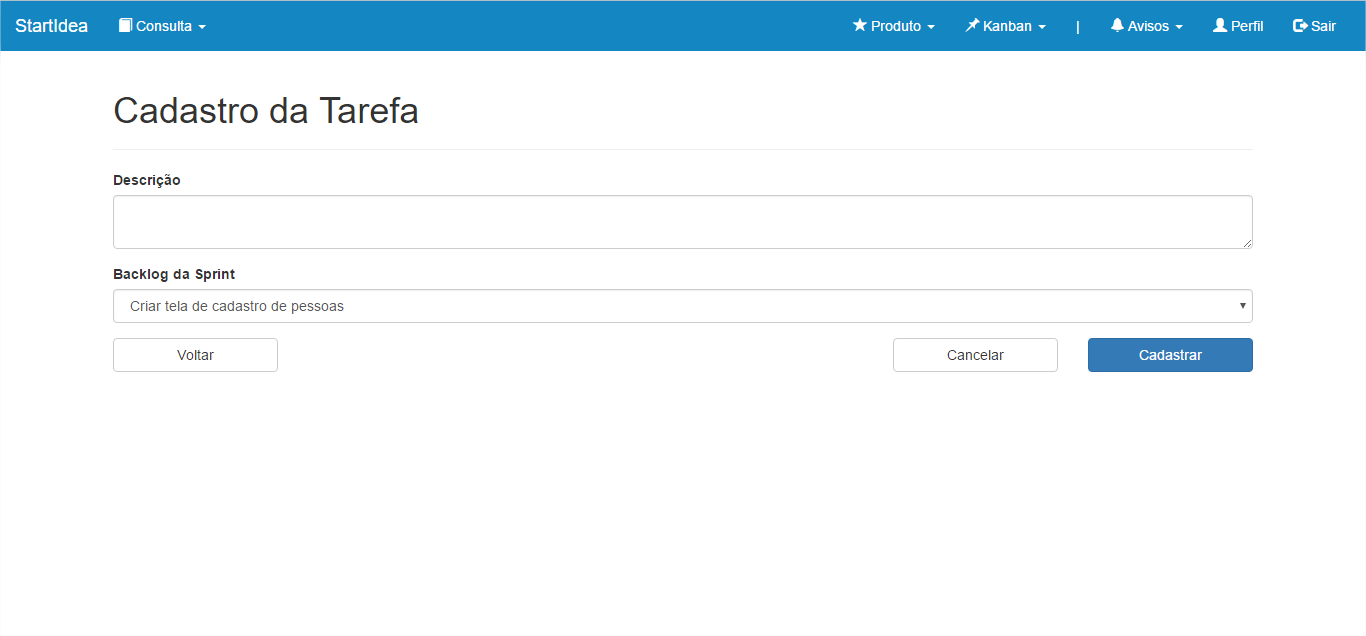 StartIdea Consulta Produto Kanban | Avisos Perfil Sair
Cadastro da Tarefa
Descrição
Backlog da Sprint
Criar tela de cadastro de pessoas
Voltar Cancelar Cadastrar